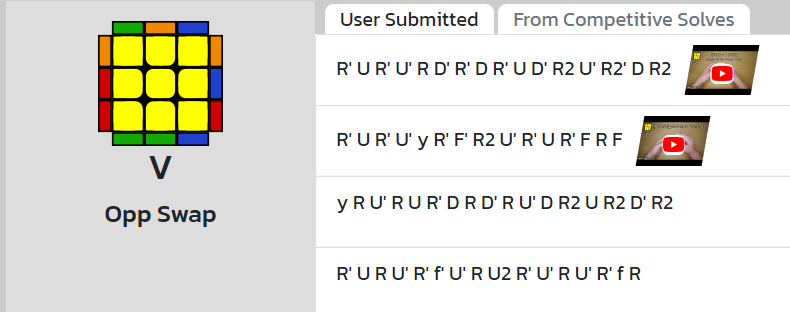 User Submitted
From Competitive Solves
R' U R' U' R D' R' D R' U D' R2 U' R2' D R2
R' U R' U' y R' F' R2 U' R' U R' F R F
y R U' R U R' D R D' R U' D R2 U R2 D' R2
R' U R U' R' f' U' R U2 R' U' R U' R' f R
V
Opp Swap